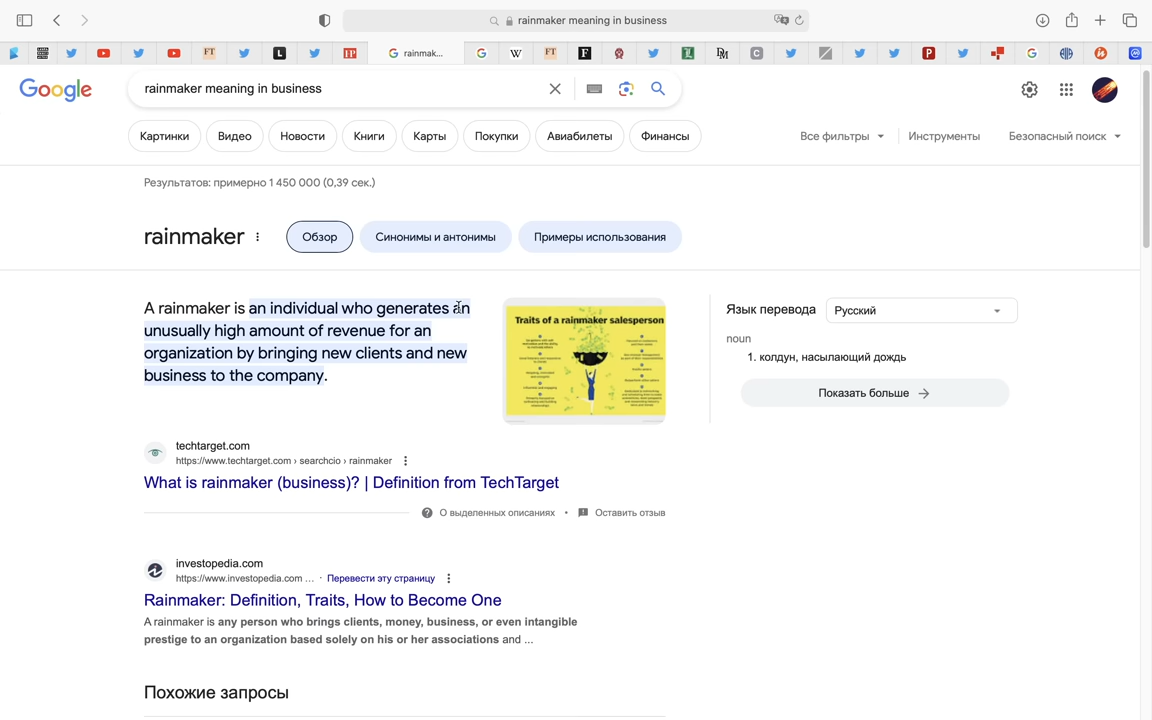 rainmaker meaning in business
FT
L
TP
rainmak...
W
FT
F
DM
C
P
Google
rainmaker meaning in business
Картинки
Видео
Новости
Книги
Карты
Покупки
Авиабилеты
Финансы
Все фильтры
Инструменты
Безопасный поиск
Результатов: примерно 1 450 000 (0,39 сек.)
rainmaker
Обзор
Синонимы и антонимы
Примеры использования
A rainmaker is an individual who generates an
unusually high amount of revenue for an
organization by bringing new clients and new
business to the company.
Traits of a rainmaker salesperson
Язык перевода
Русский
noun
1. колдун, насылающий дождь
Показать больше
techtarget.com
https://www.techtarget.com › searchcio › rainmaker
What is rainmaker (business)? | Definition from TechTarget
О выделенных описаниях • Оставить отзыв
investopedia.com
https://www.investopedia.com ... · Перевести эту страницу
Rainmaker: Definition, Traits, How to Become One
A rainmaker is any person who brings clients, money, business, or even intangible
prestige to an organization based solely on his or her associations and ...
Похожие запросы